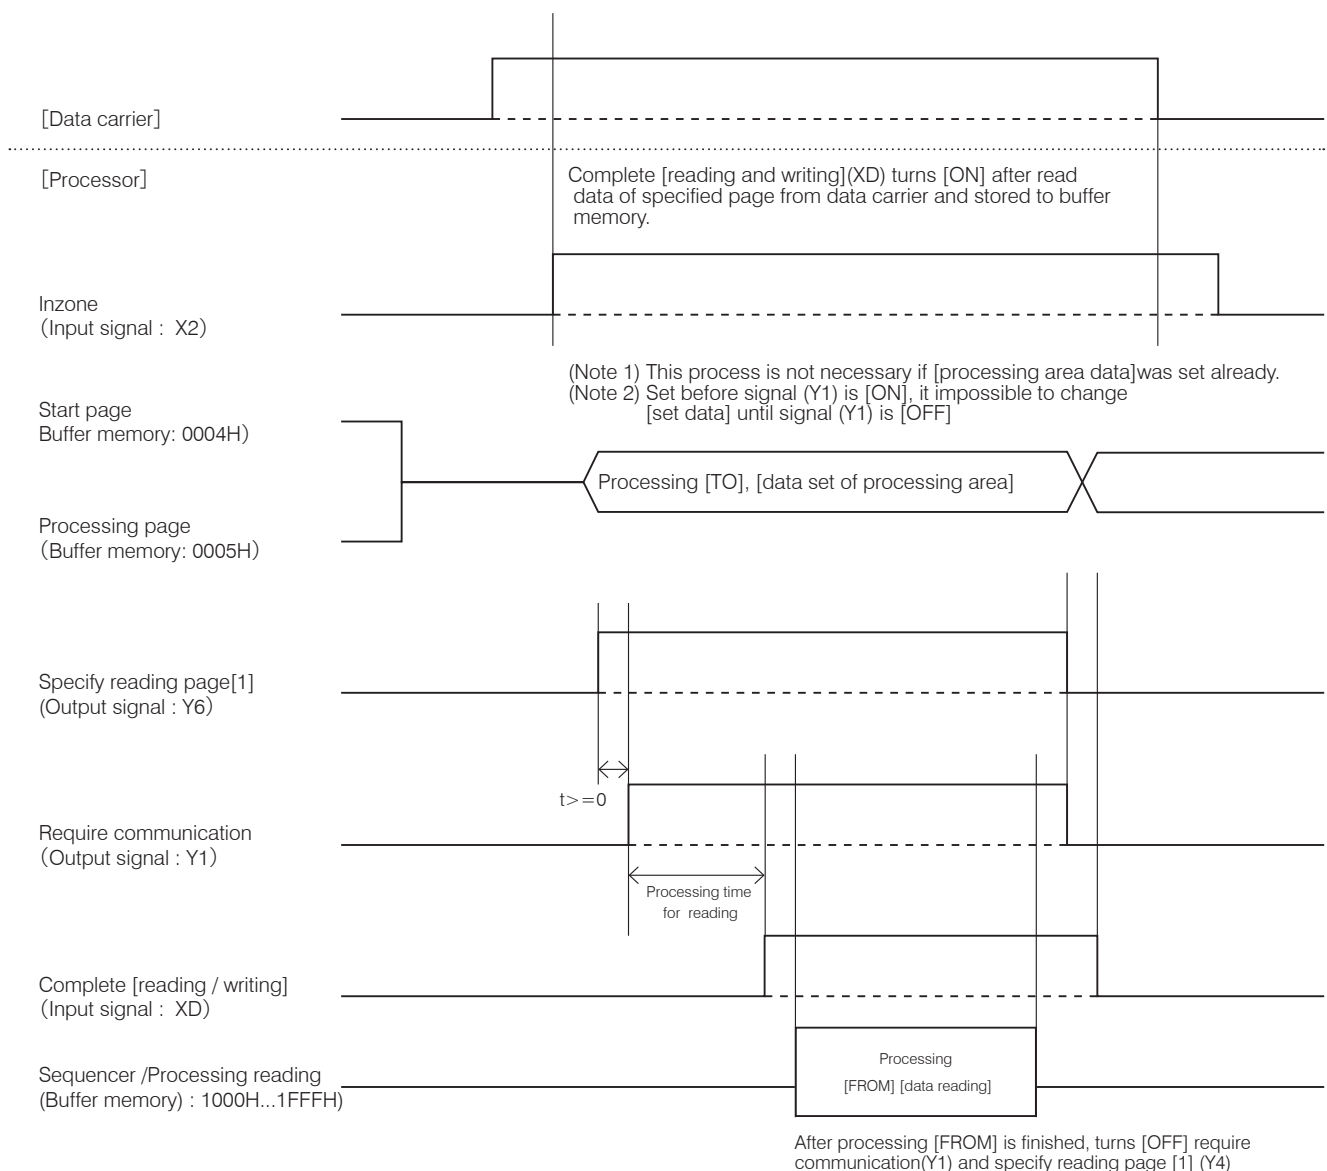 [Data carrier]
[Processor]
Complete [reading and writing](XD) turns [ON] after read
data of specified page from data carrier and stored to buffer
memory.
Inzone
(Input signal : X2)
(Note 1) This process is not necessary if [processing area data]was set already.
(Note 2) Set before signal (Y1) is [ON], it impossible to change
[set data] until signal (Y1) is [OFF]
Start page
Buffer memory: 0004H)
Processing [TO], [data set of processing area]
Processing page
(Buffer memory: 0005H)
Specify reading page[1]
(Output signal : Y6)
t>=0
Require communication
(Output signal : Y1)
Processing time
for reading
Complete [reading / writing]
(Input signal : XD)
Processing
[FROM] [data reading]
Sequencer /Processing reading
(Buffer memory) : 1000H...1FFFH)
After processing [FROM] is finished, turns [OFF] require
communication(Y1) and specify reading page [1] (Y4)